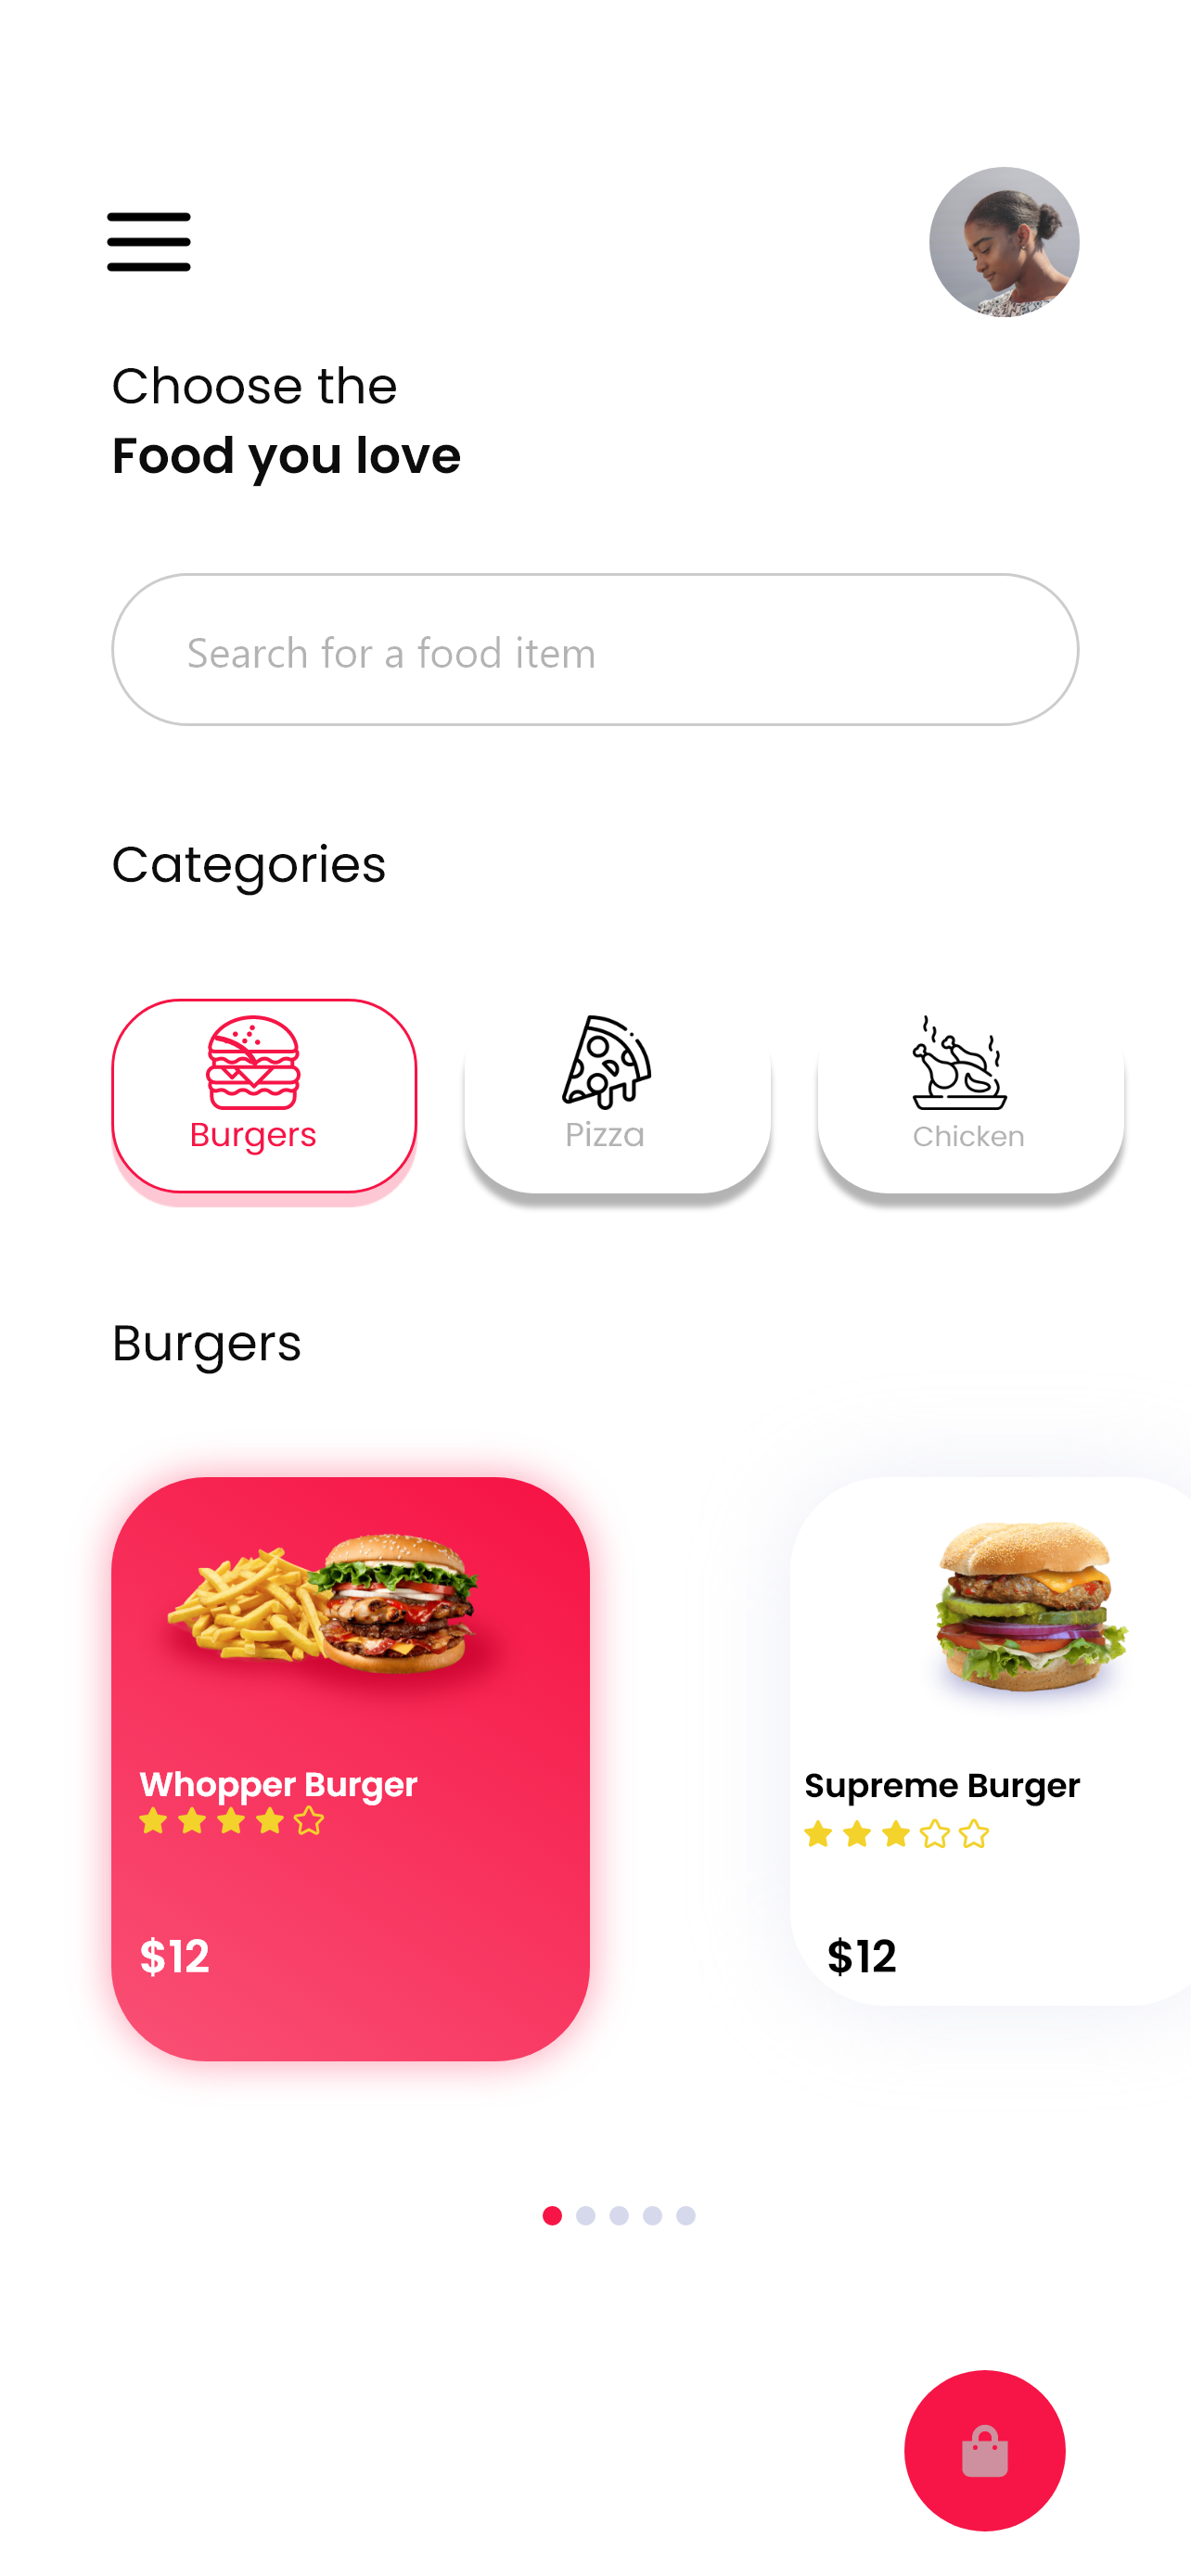 Choose the
Food you love
Search for a food item
Categories
Burgers
Pizza
Chicken
Burgers
Whopper Burger
Supreme Burger
$12
$12